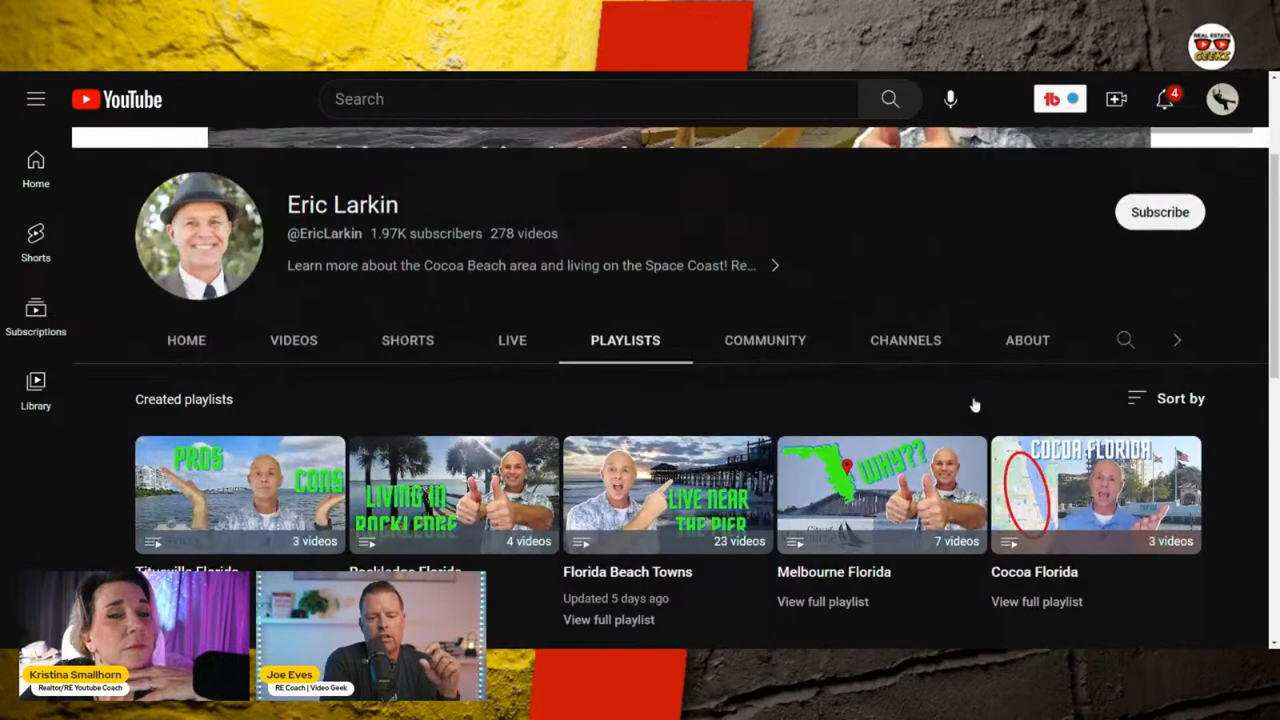 REAL ESTATE
GEEKS
YouTube
Search
4
Home
Shorts
Subscriptions
Library
Eric Larkin
@EricLarkin 1.97K subscribers 278 videos
Learn more about the Cocoa Beach area and living on the Space Coast! Re...
Subscribe
HOME
VIDEOS
SHORTS
LIVE
PLAYLISTS
COMMUNITY
CHANNELS
ABOUT
Created playlists
Sort by
PROS
CONS
3 videos
LIVING IN
ROCKLEDGE
4 videos
LIVE NEAR
THE PIER
23 videos
WHY??
7 videos
COCOA FLORIDA
3 videos
Titusville Florida
Rockledge Florida
Florida Beach Towns
Updated 5 days ago
View full playlist
Melbourne Florida
View full playlist
Cocoa Florida
View full playlist
Kristina Smallhorn
Realtor/RE Youtube Coach
Joe Eves
RE Coach | Video Geek